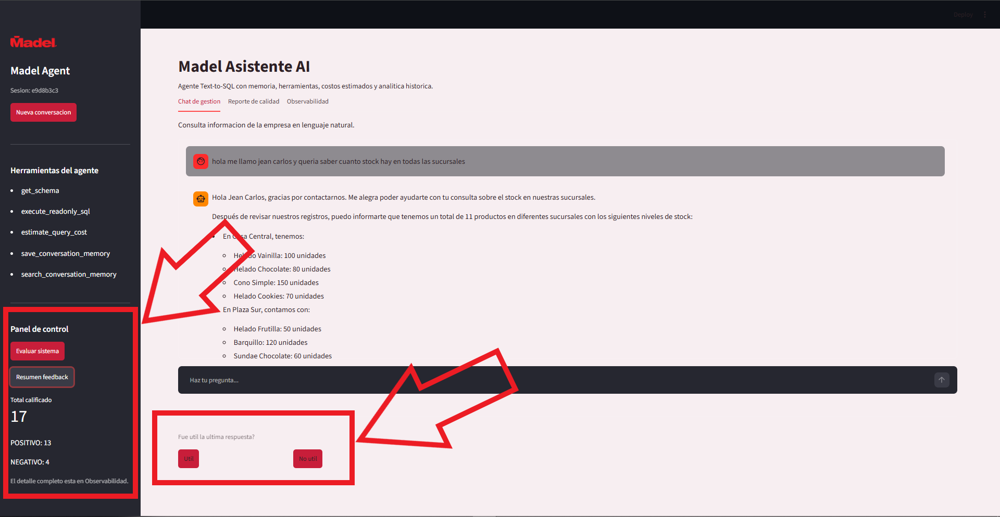 Deploy
Madel
Madel Agent
Sesion: e9d8b3c3
Nueva conversacion
Herramientas del agente
get_schema
execute_readonly_sql
estimate_query_cost
save_conversation_memory
search_conversation_memory
Panel de control
Evaluar sistema
Resumen feedback
Total calificado
17
POSITIVO: 13
NEGATIVO: 4
El detalle completo esta en Observabilidad.
Madel Asistente AI
Agente Text-to-SQL con memoria, herramientas, costos estimados y analitica historica.
Chat de gestion Reporte de calidad Observabilidad
Consulta informacion de la empresa en lenguaje natural.
hola me llamo jean carlos y queria saber cuanto stock hay en todas las sucursales
Hola Jean Carlos, gracias por contactarnos. Me alegra poder ayudarte con tu consulta sobre el stock en nuestras sucursales.
Después de revisar nuestros registros, puedo informarte que tenemos un total de 11 productos en diferentes sucursales con los siguientes niveles de stock:
En Casa Central, tenemos:
Helado Vainilla: 100 unidades
Helado Chocolate: 80 unidades
Cono Simple: 150 unidades
Helado Cookies: 70 unidades
En Plaza Sur, contamos con:
Helado Frutilla: 50 unidades
Barquillo: 120 unidades
Sundae Chocolate: 60 unidades
Haz tu pregunta...
Fue util la ultima respuesta?
Util No util